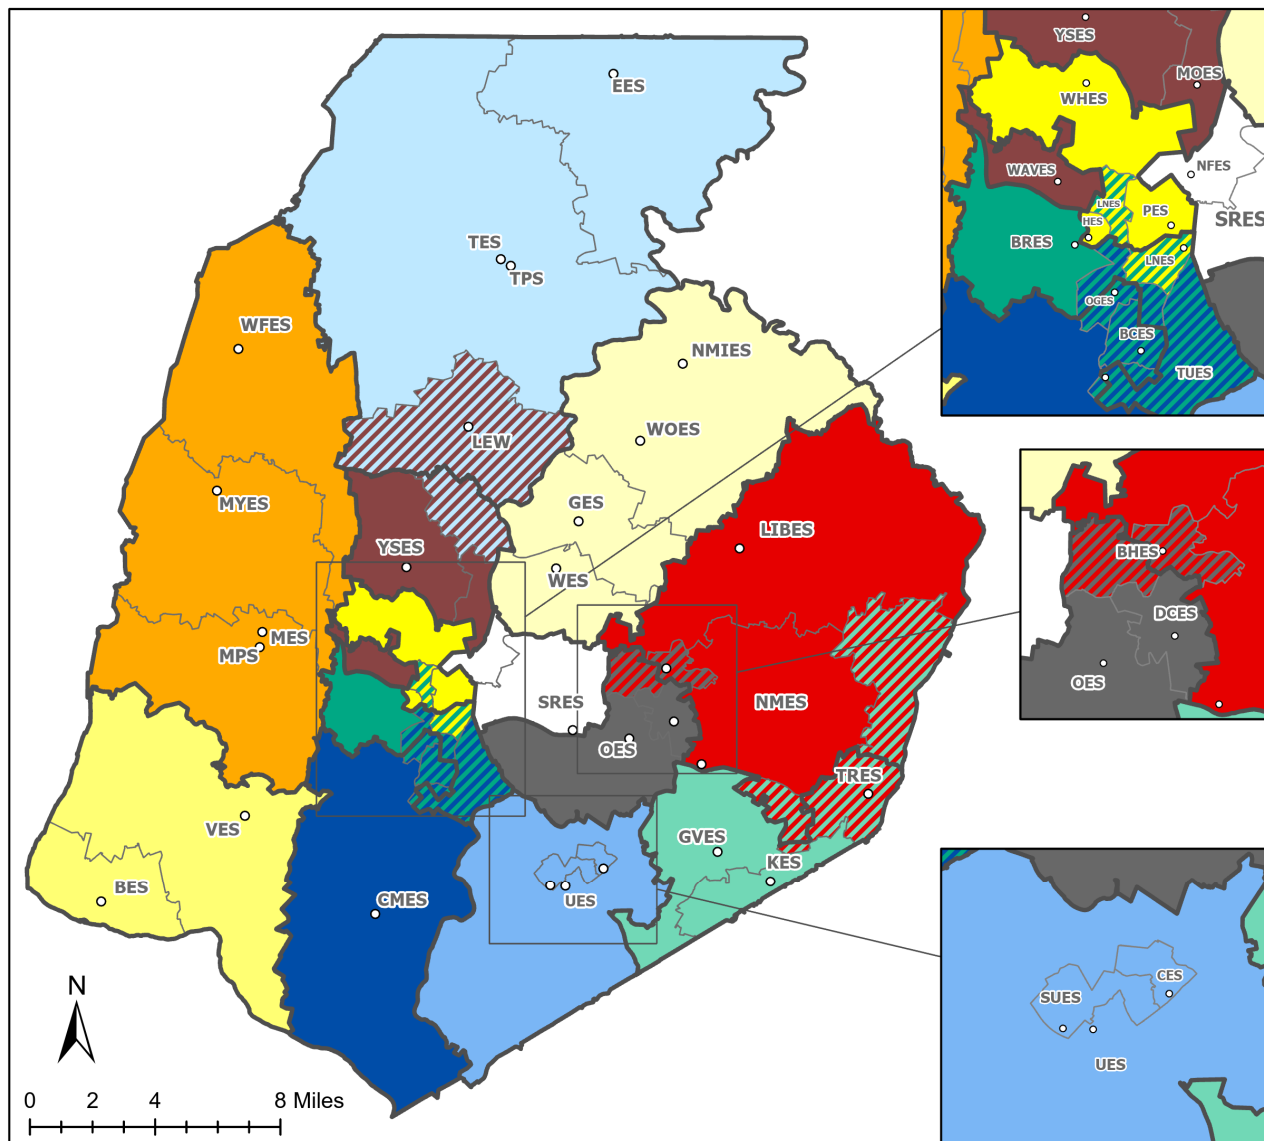 EES
TES
TPS
WFES
NMIES
LEW
WOES
MYES
GES
YSES
LIBES
WES
MES
MPS
SRES
NMES
OES
TRES
VES
GVES
KES
BES
CMES
UES
N
0 2 4 8 Miles
YSES
MOES
WHES
NFES
WAVES
LNES
PES
HES
SRES
BRES
LNES
OGES
BCES
TUES
BHES
DCES
OES
CES
SUES
UES